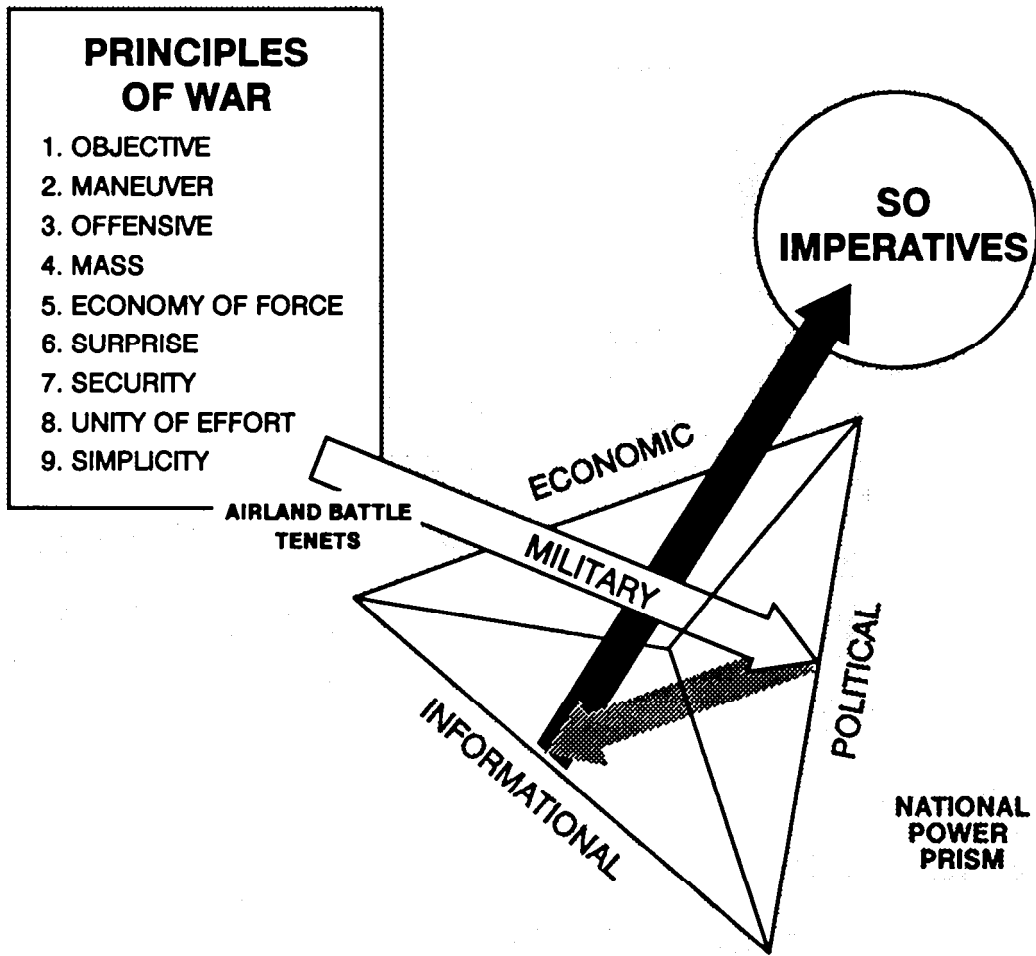 PRINCIPLES
OF WAR
1. OBJECTIVE
2. MANEUVER
3. OFFENSIVE
4. MASS
5. ECONOMY OF FORCE
6. SURPRISE
7. SECURITY
8. UNITY OF EFFORT
9. SIMPLICITY
AIRLAND BATTLE
TENETS
SO
IMPERATIVES
ECONOMIC
MILITARY
INFORMATIONAL
POLITICAL
NATIONAL
POWER
PRISM